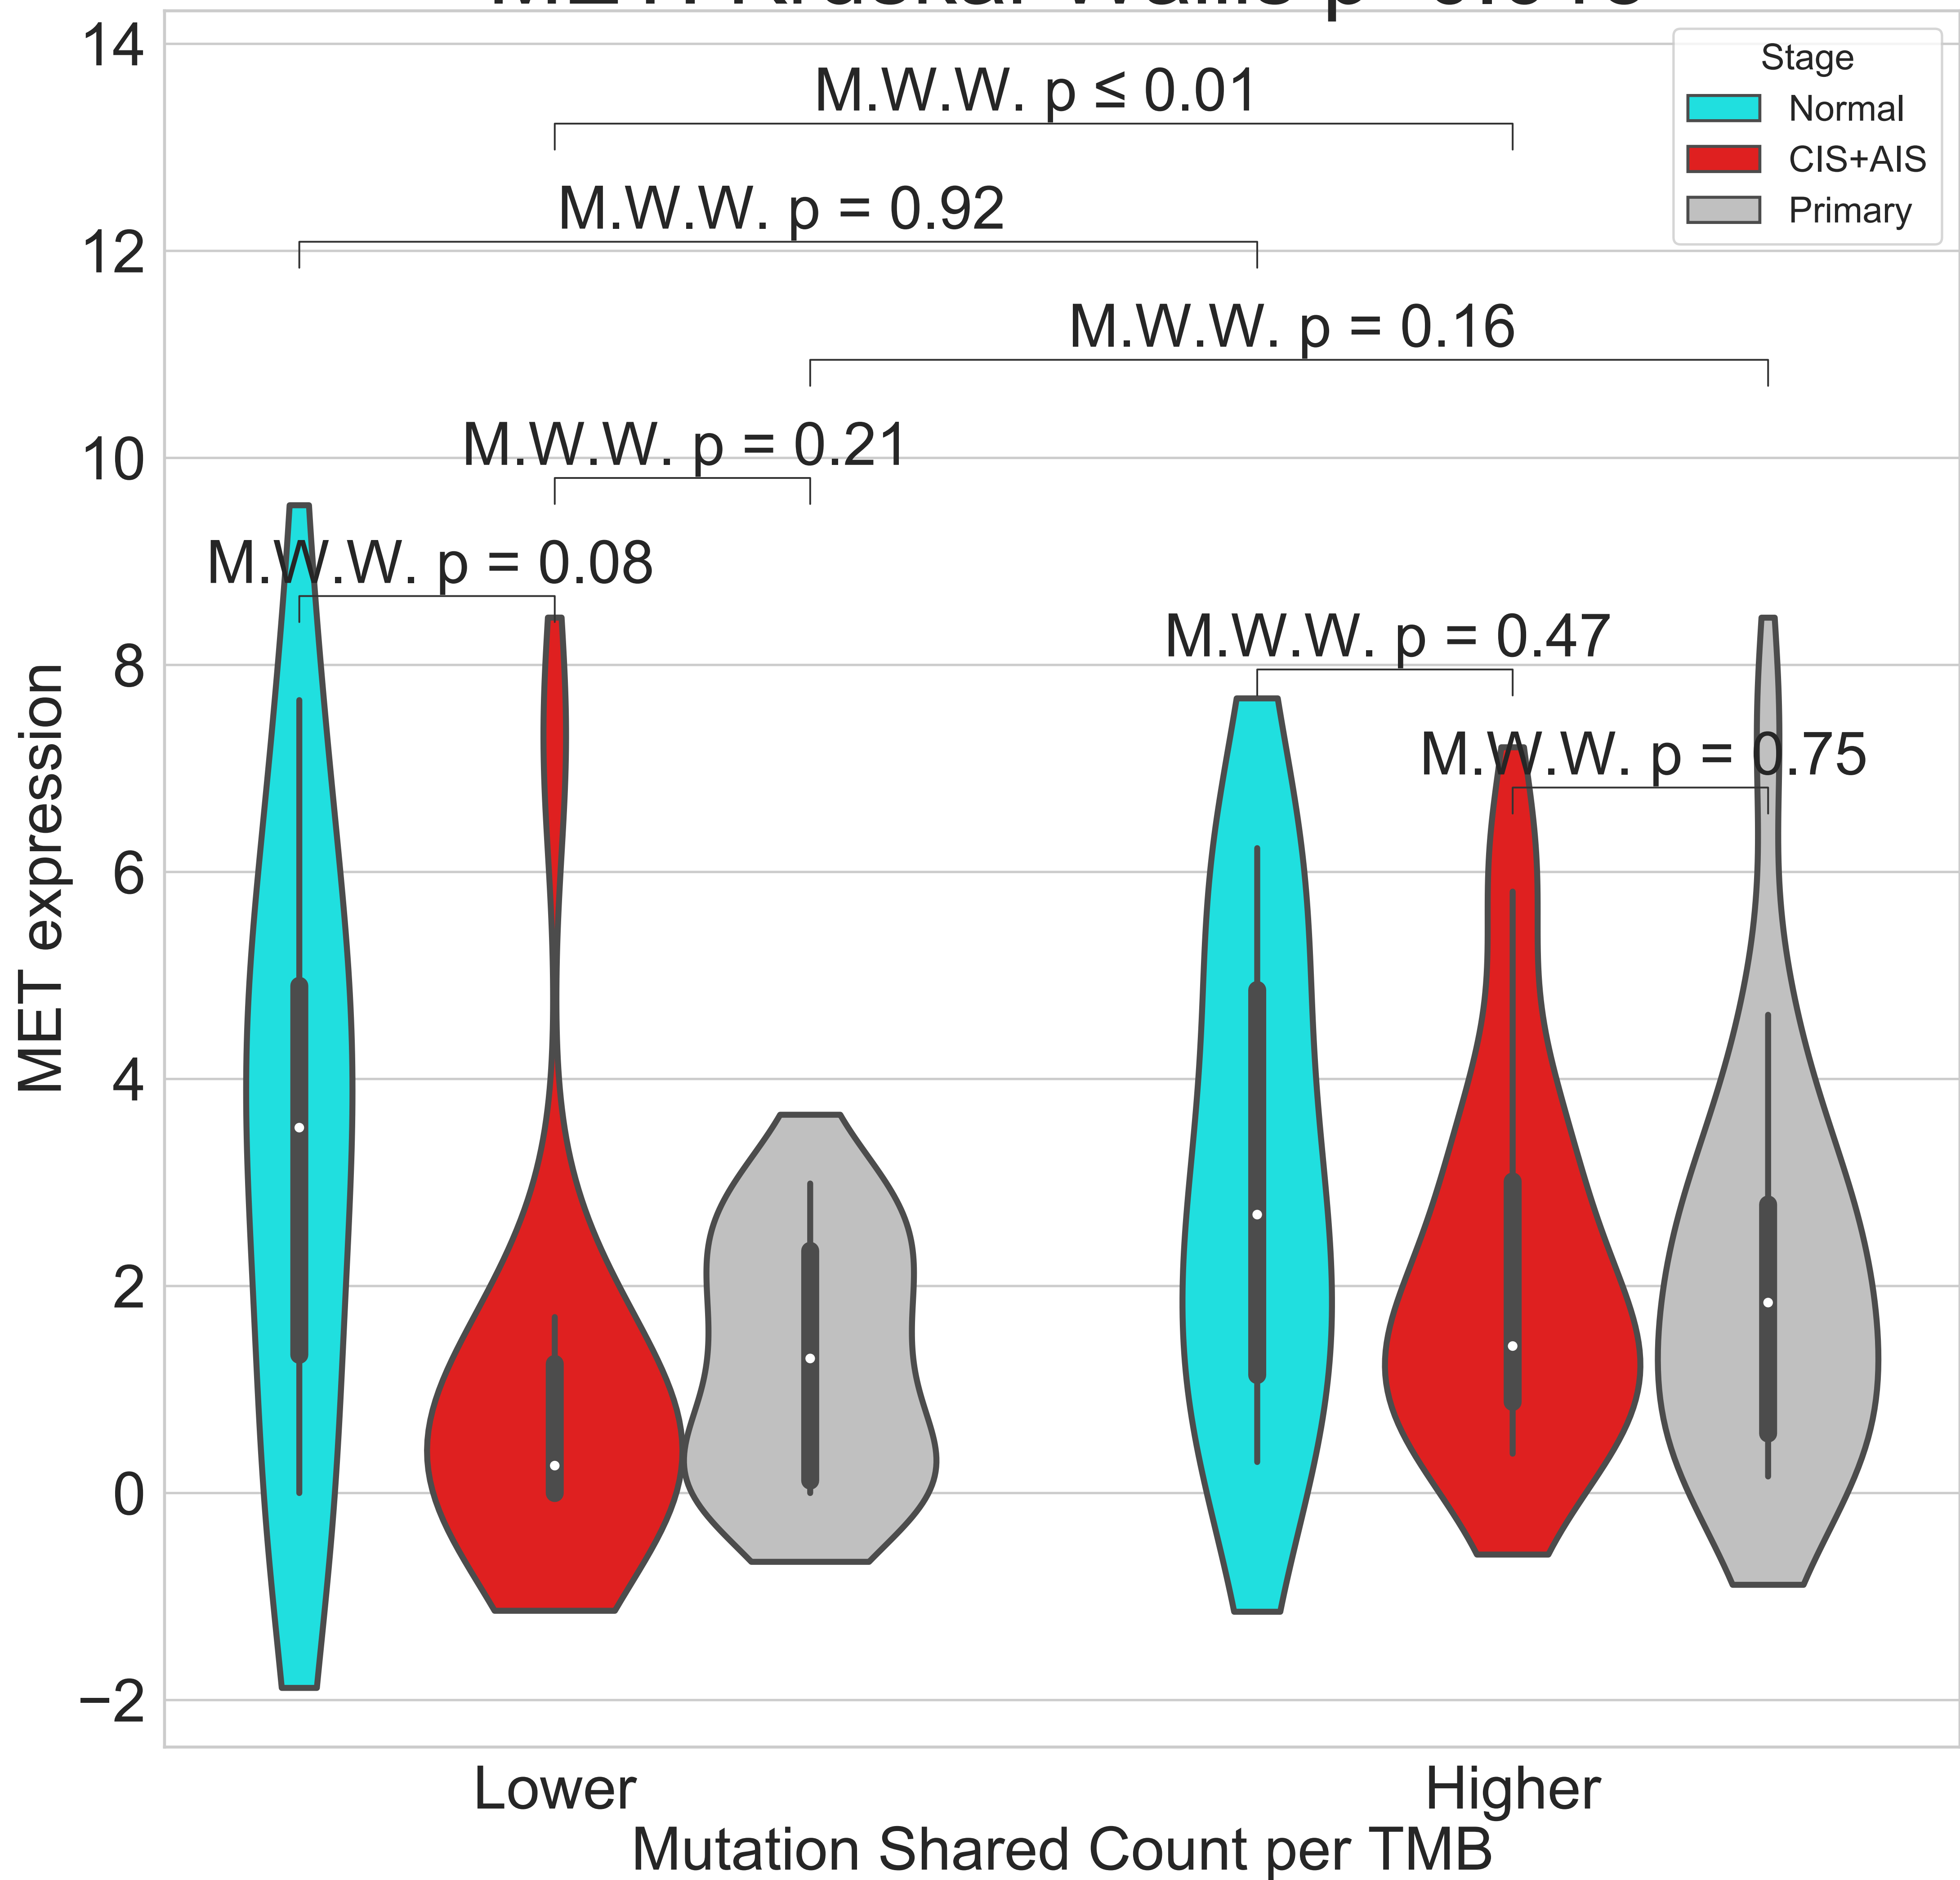 14
12
10
8
6
4
2
0
−2
MET expression
M.W.W. p ≤ 0.01
M.W.W. p = 0.92
M.W.W. p = 0.16
M.W.W. p = 0.21
M.W.W. p = 0.08
M.W.W. p = 0.47
M.W.W. p = 0.75
Stage
Normal
CIS+AIS
Primary
Lower
Higher
Mutation Shared Count per TMB